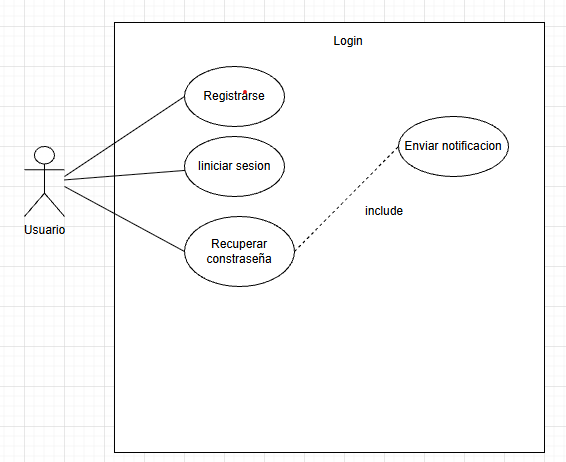 Login
Registrarse
Iiniciar sesion
Enviar notificacion
include
Recuperar
constraseña
Usuario